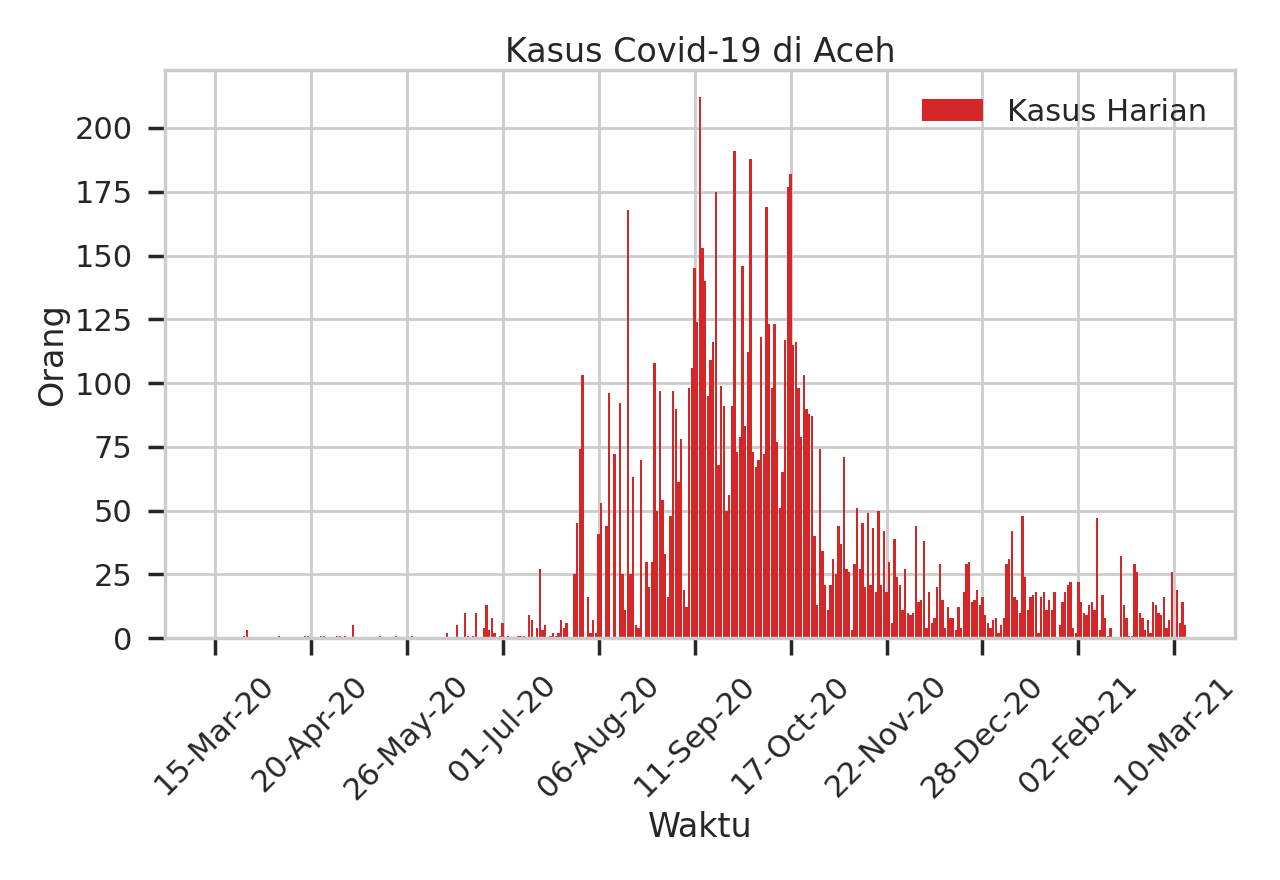 Kasus Covid-19 di Aceh
Kasus Harian
Orang
200
175
150
125
100
75
50
25
0
15-Mar-20
20-Apr-20
26-May-20
01-Jul-20
06-Aug-20
11-Sep-20
17-Oct-20
22-Nov-20
28-Dec-20
02-Feb-21
10-Mar-21
Waktu